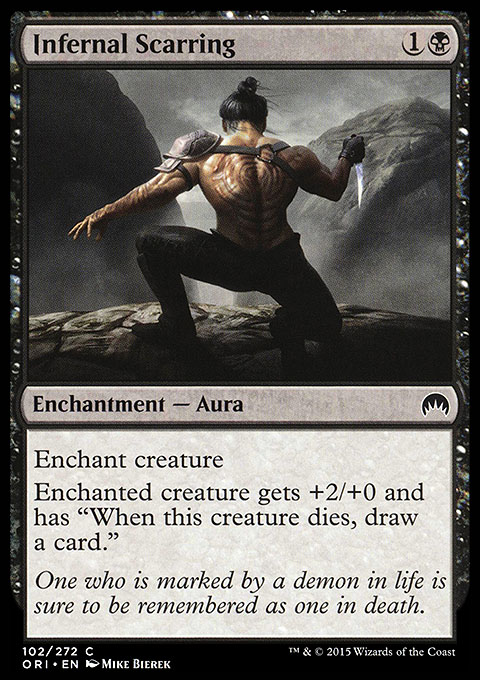 Infernal Scarring 1
Enchantment — Aura
Enchant creature
Enchanted creature gets +2/+0 and
has “When this creature dies, draw
a card.”
One who is marked by a demon in life is
sure to be remembered as one in death.
102/272 C
ORI • EN Mike Bierek
™ & © 2015 Wizards of the Coast